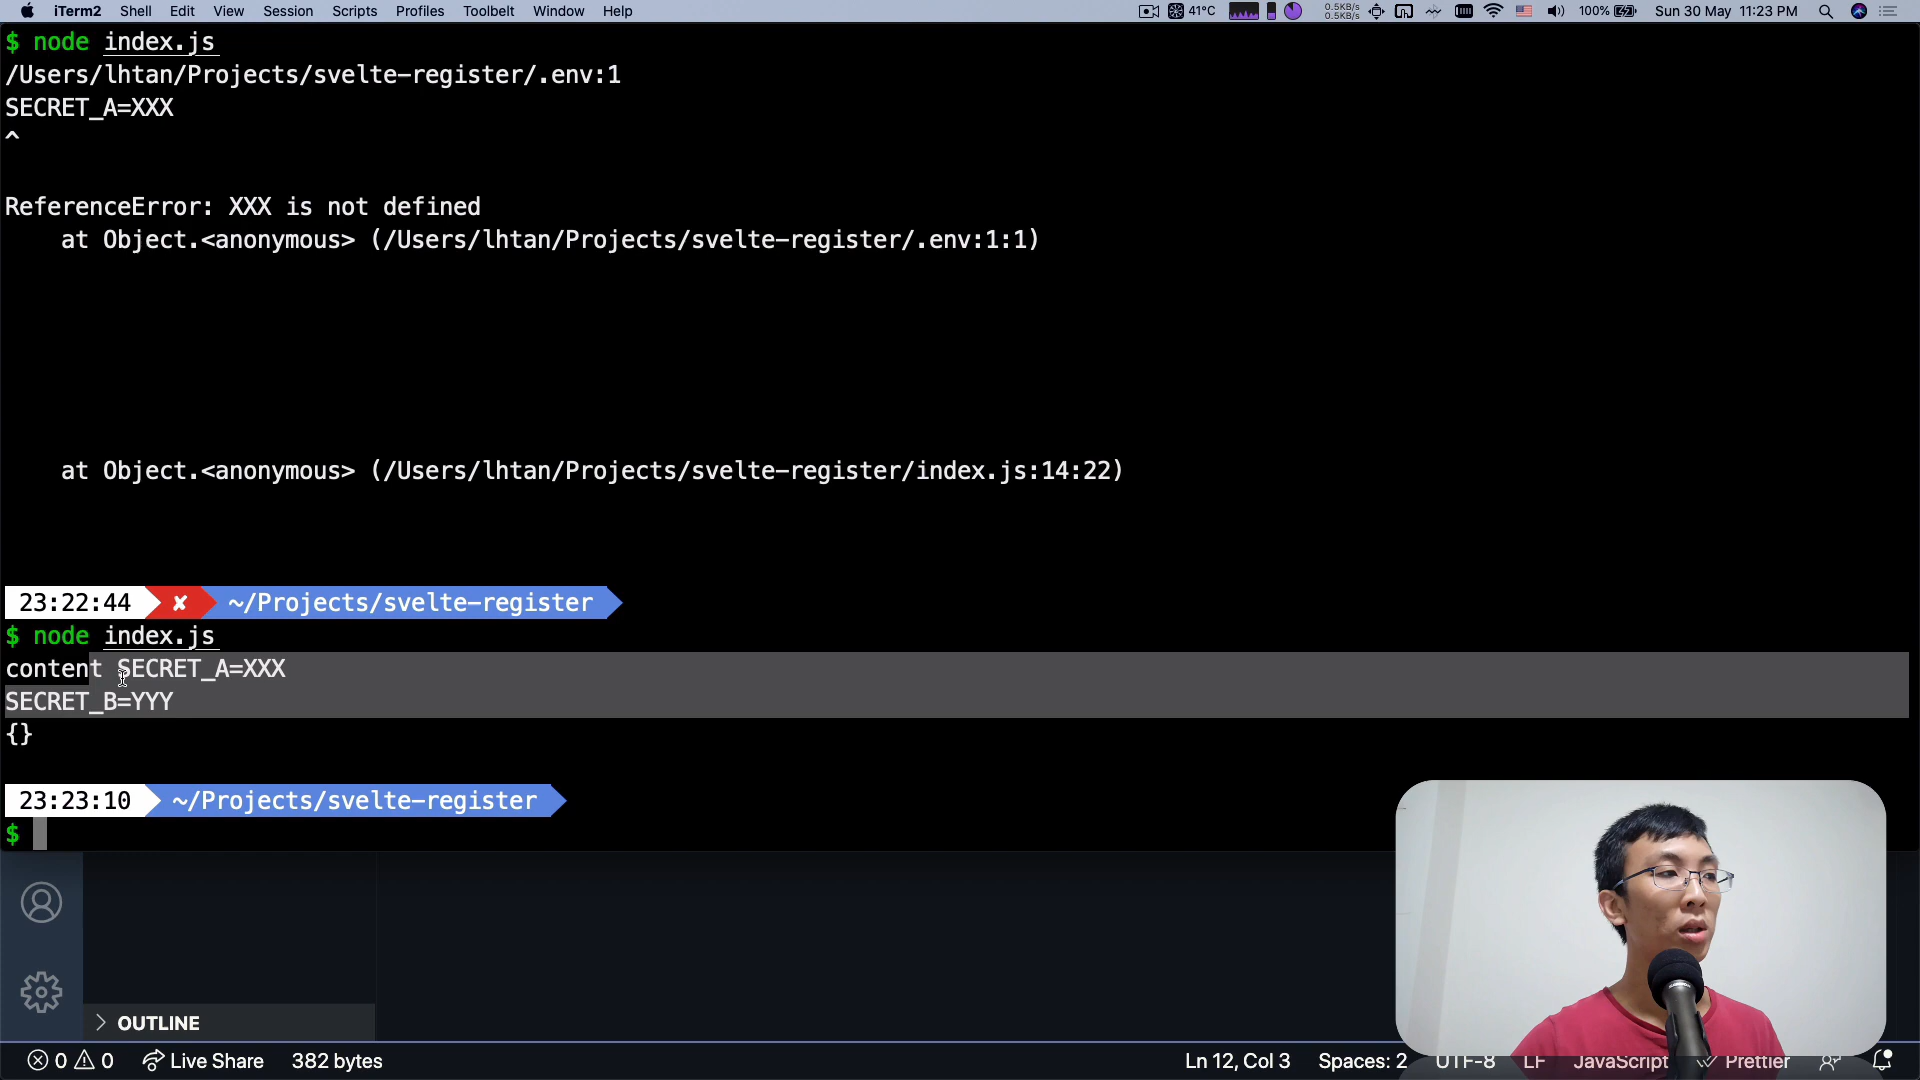 iTerm2 Shell Edit View Session Scripts Profiles Toolbelt Window Help 41°C 0.5KB/s 0.5KB/s 100% Sun 30 May 11:23 PM
$ node index.js
/Users/lhtan/Projects/svelte-register/.env:1
SECRET_A=XXX
^
ReferenceError: XXX is not defined
at Object.<anonymous> (/Users/lhtan/Projects/svelte-register/.env:1:1)
at Object.<anonymous> (/Users/lhtan/Projects/svelte-register/index.js:14:22)
23:22:44 ✘ ~/Projects/svelte-register
$ node index.js
content SECRET_A=XXX
SECRET_B=YYY
{}
23:23:10 ~/Projects/svelte-register
$
OUTLINE
0 0 Live Share 382 bytes Ln 12, Col 3 Spaces: 2 UTF-8 LF JavaScript Prettier